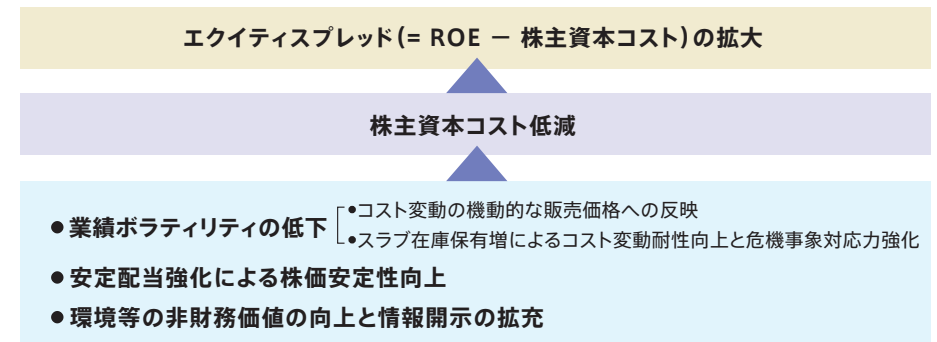 エクイティスプレッド(= ROE － 株主資本コスト)の拡大
株主資本コスト低減
●業績ボラティリティの低下
●コスト変動の機動的な販売価格への反映
●スラブ在庫保有増によるコスト変動耐性向上と危機事象対応力強化
●安定配当強化による株価安定性向上
●環境等の非財務価値の向上と情報開示の拡充